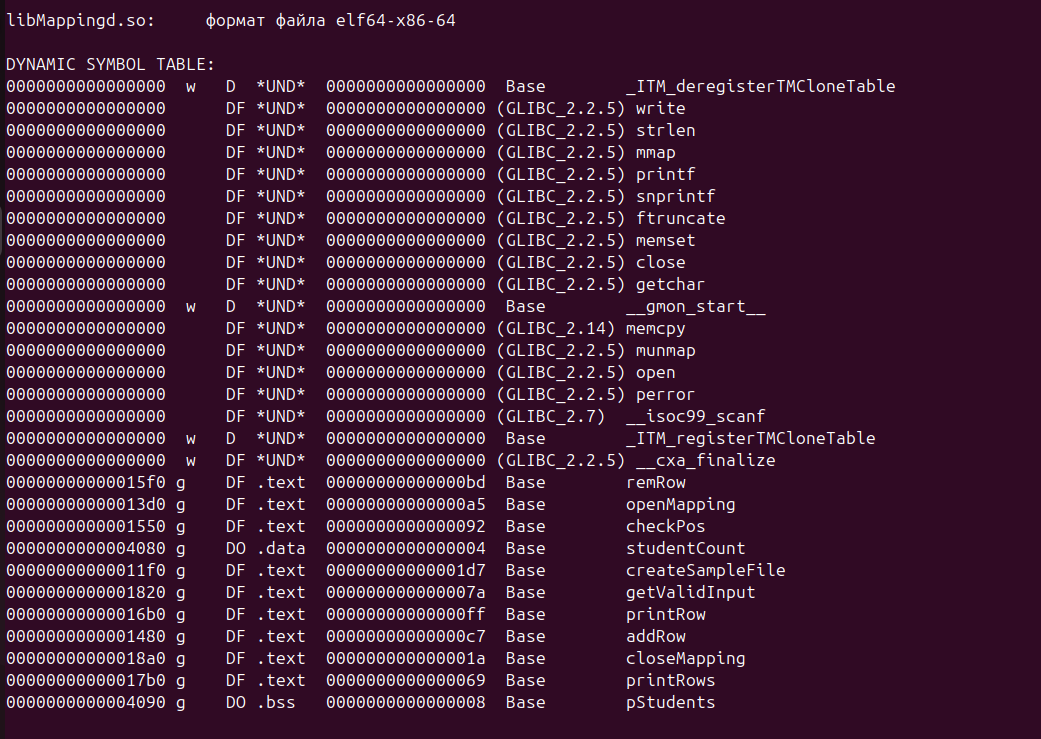 libMappingd.so:     формат файла elf64-x86-64

DYNAMIC SYMBOL TABLE:
0000000000000000  w   D  *UND*  0000000000000000  Base        _ITM_deregisterTMCloneTable
0000000000000000      DF *UND*  0000000000000000 (GLIBC_2.2.5) write
0000000000000000      DF *UND*  0000000000000000 (GLIBC_2.2.5) strlen
0000000000000000      DF *UND*  0000000000000000 (GLIBC_2.2.5) mmap
0000000000000000      DF *UND*  0000000000000000 (GLIBC_2.2.5) printf
0000000000000000      DF *UND*  0000000000000000 (GLIBC_2.2.5) snprintf
0000000000000000      DF *UND*  0000000000000000 (GLIBC_2.2.5) ftruncate
0000000000000000      DF *UND*  0000000000000000 (GLIBC_2.2.5) memset
0000000000000000      DF *UND*  0000000000000000 (GLIBC_2.2.5) close
0000000000000000      DF *UND*  0000000000000000 (GLIBC_2.2.5) getchar
0000000000000000  w   D  *UND*  0000000000000000  Base        __gmon_start__
0000000000000000      DF *UND*  0000000000000000 (GLIBC_2.14) memcpy
0000000000000000      DF *UND*  0000000000000000 (GLIBC_2.2.5) munmap
0000000000000000      DF *UND*  0000000000000000 (GLIBC_2.2.5) open
0000000000000000      DF *UND*  0000000000000000 (GLIBC_2.2.5) perror
0000000000000000      DF *UND*  0000000000000000 (GLIBC_2.7)  __isoc99_scanf
0000000000000000  w   D  *UND*  0000000000000000  Base        _ITM_registerTMCloneTable
0000000000000000  w   DF *UND*  0000000000000000 (GLIBC_2.2.5) __cxa_finalize
00000000000015f0 g    DF .text  00000000000000bd  Base        remRow
00000000000013d0 g    DF .text  00000000000000a5  Base        openMapping
0000000000001550 g    DF .text  0000000000000092  Base        checkPos
0000000000004080 g    DO .data  0000000000000004  Base        studentCount
00000000000011f0 g    DF .text  00000000000001d7  Base        createSampleFile
0000000000001820 g    DF .text  000000000000007a  Base        getValidInput
00000000000016b0 g    DF .text  00000000000000ff  Base        printRow
0000000000001480 g    DF .text  00000000000000c7  Base        addRow
00000000000018a0 g    DF .text  000000000000001a  Base        closeMapping
00000000000017b0 g    DF .text  0000000000000069  Base        printRows
0000000000004090 g    DO .bss   0000000000000008  Base        pStudents